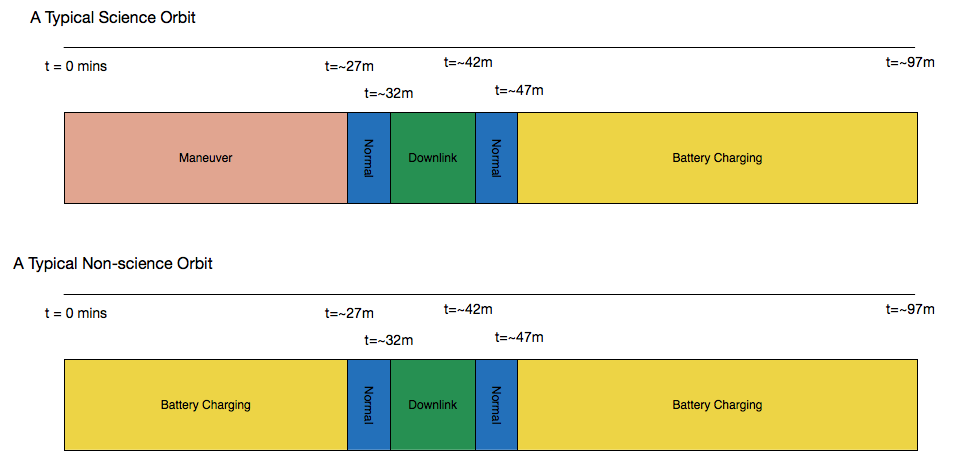 A Typical Science Orbit
t = 0 mins
t=~27m
t=~42m
t=~97m
t=~32m
t=~47m
Maneuver
Normal
Downlink
Normal
Battery Charging
A Typical Non-science Orbit
t = 0 mins
t=~27m
t=~42m
t=~97m
t=~32m
t=~47m
Battery Charging
Normal
Downlink
Normal
Battery Charging